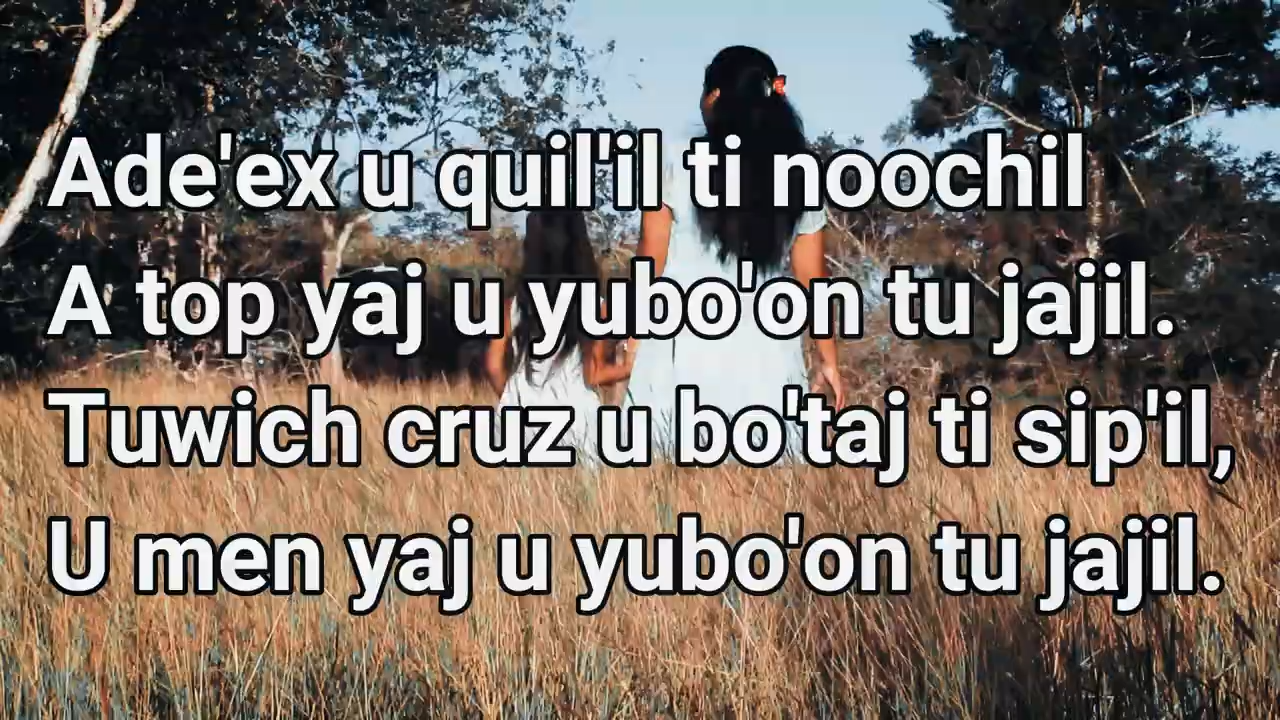 Ade'ex u quil'il ti noochil
A top yaj u yubo'on tu jajil.
Tuwich cruz u bo'taj ti sip'il,
U men yaj u yubo'on tu jajil.